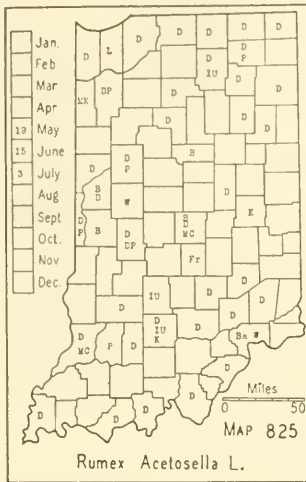 Jan.
Feb
Mar
Apr
19 May
15 June
3 July
Aug
Sept
Oct.
Nov
Dec.
D L D D D D D
D P
IU
MX DP D D
D D
D
D P
B
D
B D
D
W
B D MC
K
D P
B
D DP
Fr
IU
D
D
D
D IU K
D
D
Ba W
D MC
P
D
D
D
D
D
D
Miles
0 50
MAP 825
Rumex Acetosella L.